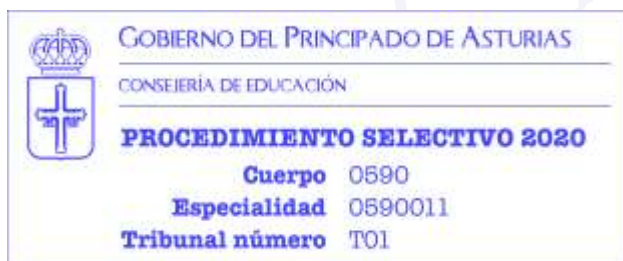 GOBIERNO DEL PRINCIPADO DE ASTURIAS
CONSEJERÍA DE EDUCACIÓN
PROCEDIMIENTO SELECTIVO 2020
Cuerpo 0590
Especialidad 0590011
Tribunal número T01